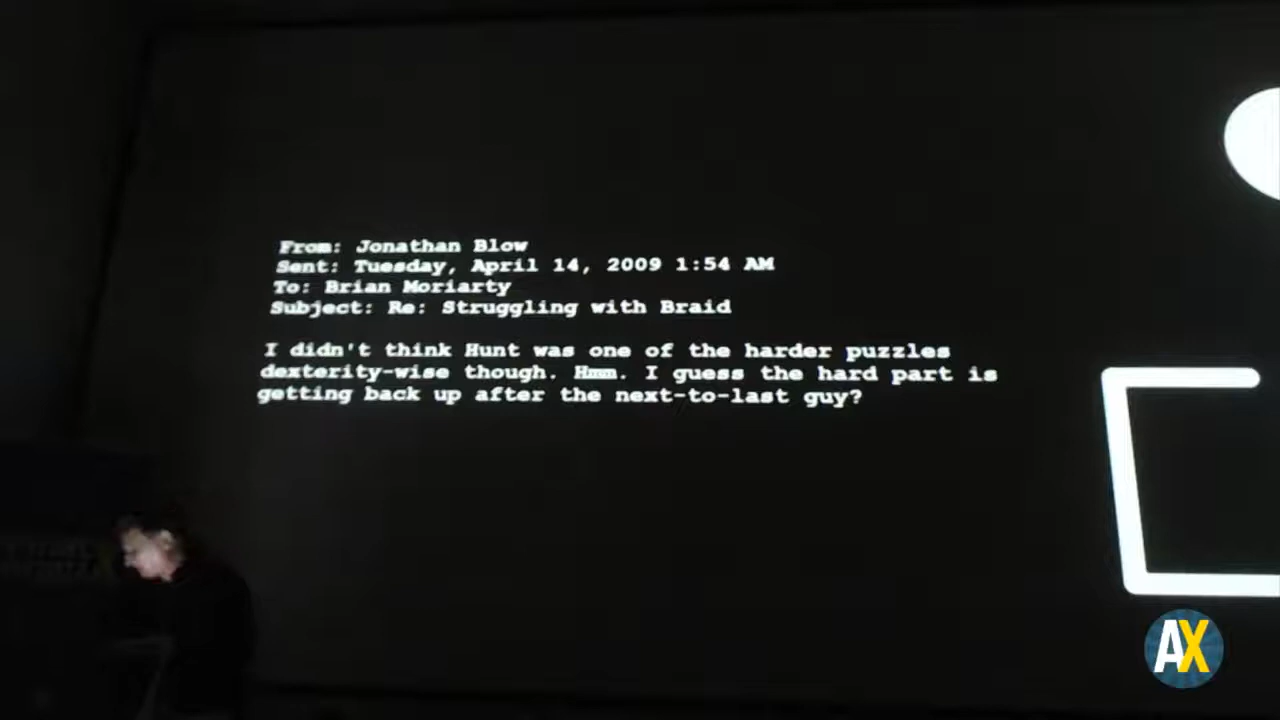 From: Jonathan Blow
Sent: Tuesday, April 14, 2009 1:54 AM
To: Brian Moriarty
Subject: Re: Struggling with Braid
I didn't think Hunt was one of the harder puzzles
dexterity-wise though. Hmm. I guess the hard part is
getting back up after the next-to-last guy?
AX